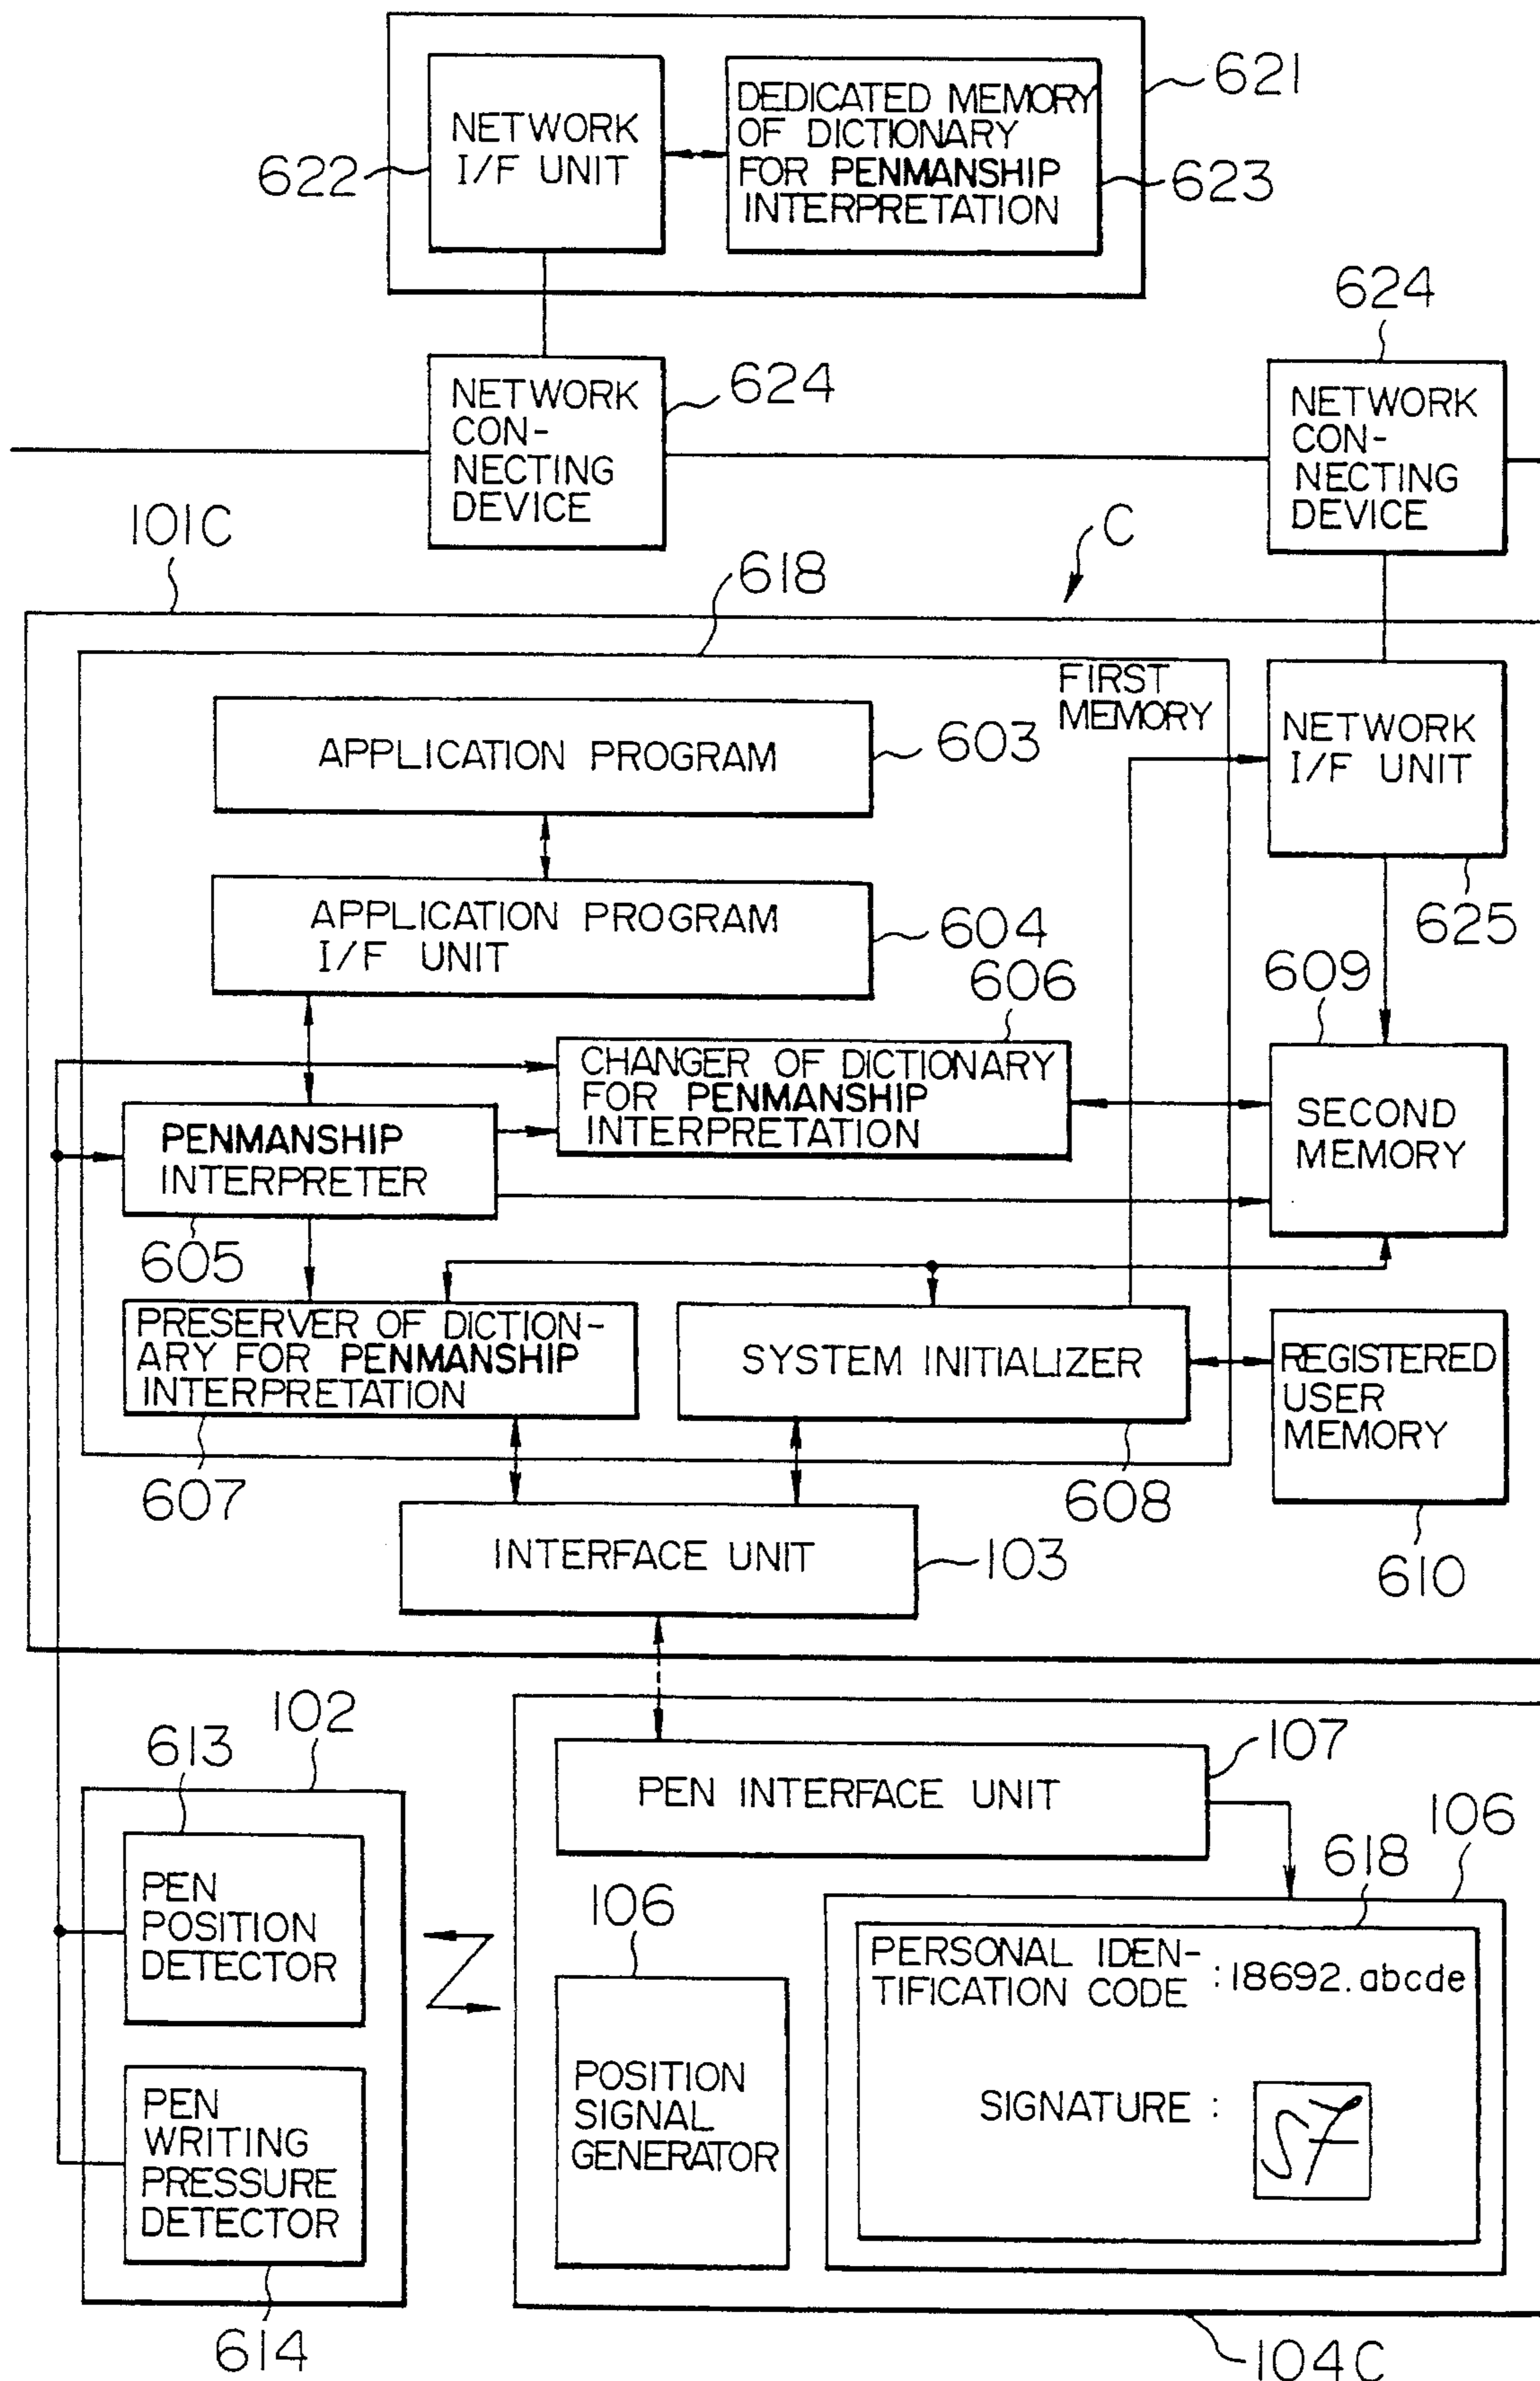 621
NETWORK
I/F UNIT
622
DEDICATED MEMORY
OF DICTIONARY
FOR PENMANSHIP
INTERPRETATION
623
NETWORK
CON-
NECTING
DEVICE
624
624
NETWORK
CON-
NECTING
DEVICE
101C
C
618
FIRST
MEMORY
APPLICATION PROGRAM
603
NETWORK
I/F UNIT
625
APPLICATION PROGRAM
I/F UNIT
604
606
609
CHANGER OF DICTIONARY
FOR PENMANSHIP
INTERPRETATION
SECOND
MEMORY
PENMANSHIP
INTERPRETER
605
PRESERVER OF DICTION-
ARY FOR PENMANSHIP
INTERPRETATION
607
SYSTEM INITIALIZER
608
REGISTERED
USER
MEMORY
610
INTERFACE UNIT
103
102
613
PEN
POSITION
DETECTOR
PEN
WRITING
PRESSURE
DETECTOR
614
PEN INTERFACE UNIT
107
106
618
106
POSITION
SIGNAL
GENERATOR
PERSONAL IDEN-
TIFICATION CODE :18692.abcde
SIGNATURE :
104C